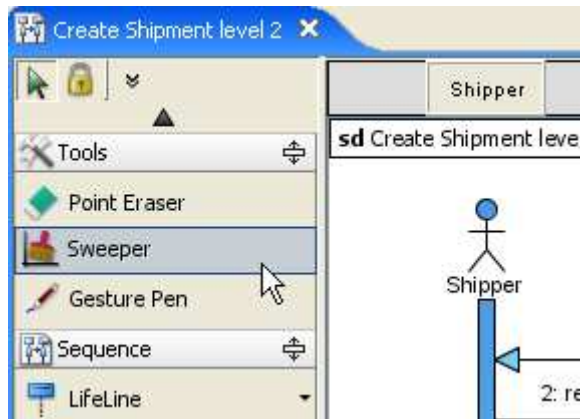 Create Shipment level 2
Shipper
Tools
sd Create Shipment leve
Point Eraser
Sweeper
Gesture Pen
Shipper
Sequence
LifeLine
2: re